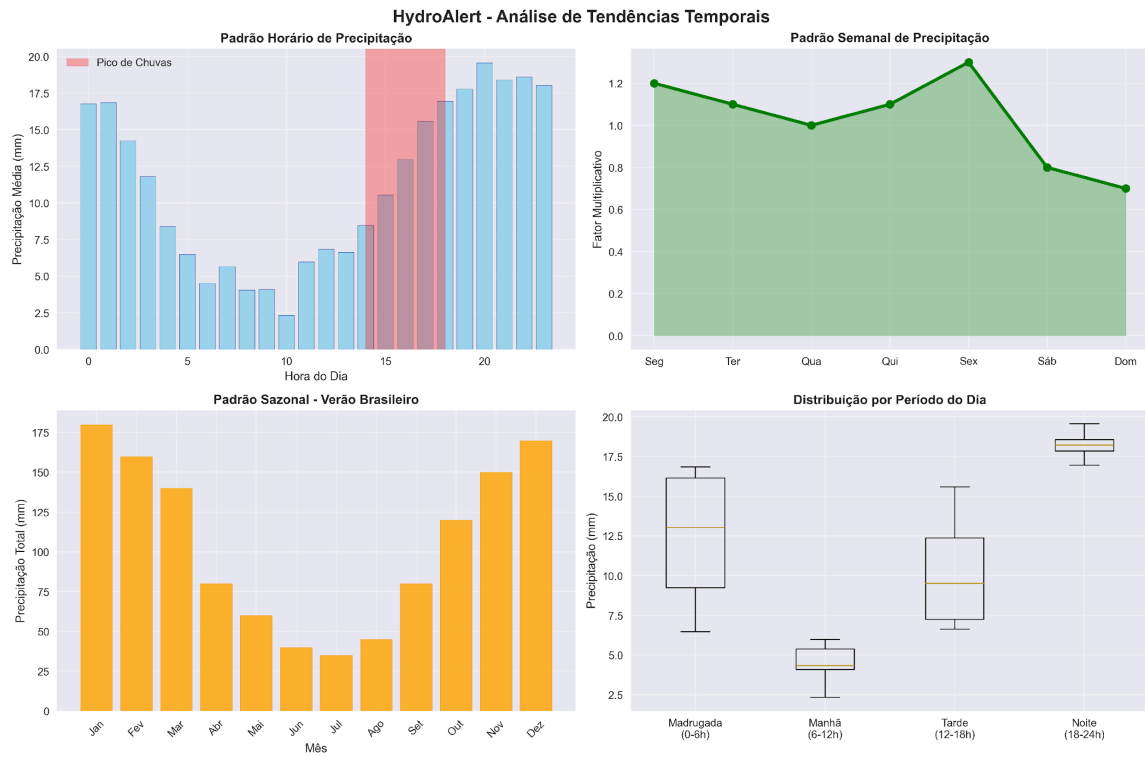 HydroAlert - Análise de Tendências Temporais
Padrão Horário de Precipitação
Pico de Chuvas
Precipitação Média (mm)
20.0
17.5
15.0
12.5
10.0
7.5
5.0
2.5
0.0
0 5 10 15 20
Hora do Dia
Padrão Semanal de Precipitação
Fator Multiplicativo
1.2
1.0
0.8
0.6
0.4
0.2
0.0
Seg Ter Qua Qui Sex Sáb Dom
Padrão Sazonal - Verão Brasileiro
Precipitação Total (mm)
175
150
125
100
75
50
25
0
Jan Fev Mar Abr Mai Jun Jul Ago Set Out Nov Dez
Mês
Distribuição por Período do Dia
Precipitação (mm)
20.0
17.5
15.0
12.5
10.0
7.5
5.0
2.5
Madrugada Manhã Tarde Noite
(0-6h) (6-12h) (12-18h) (18-24h)